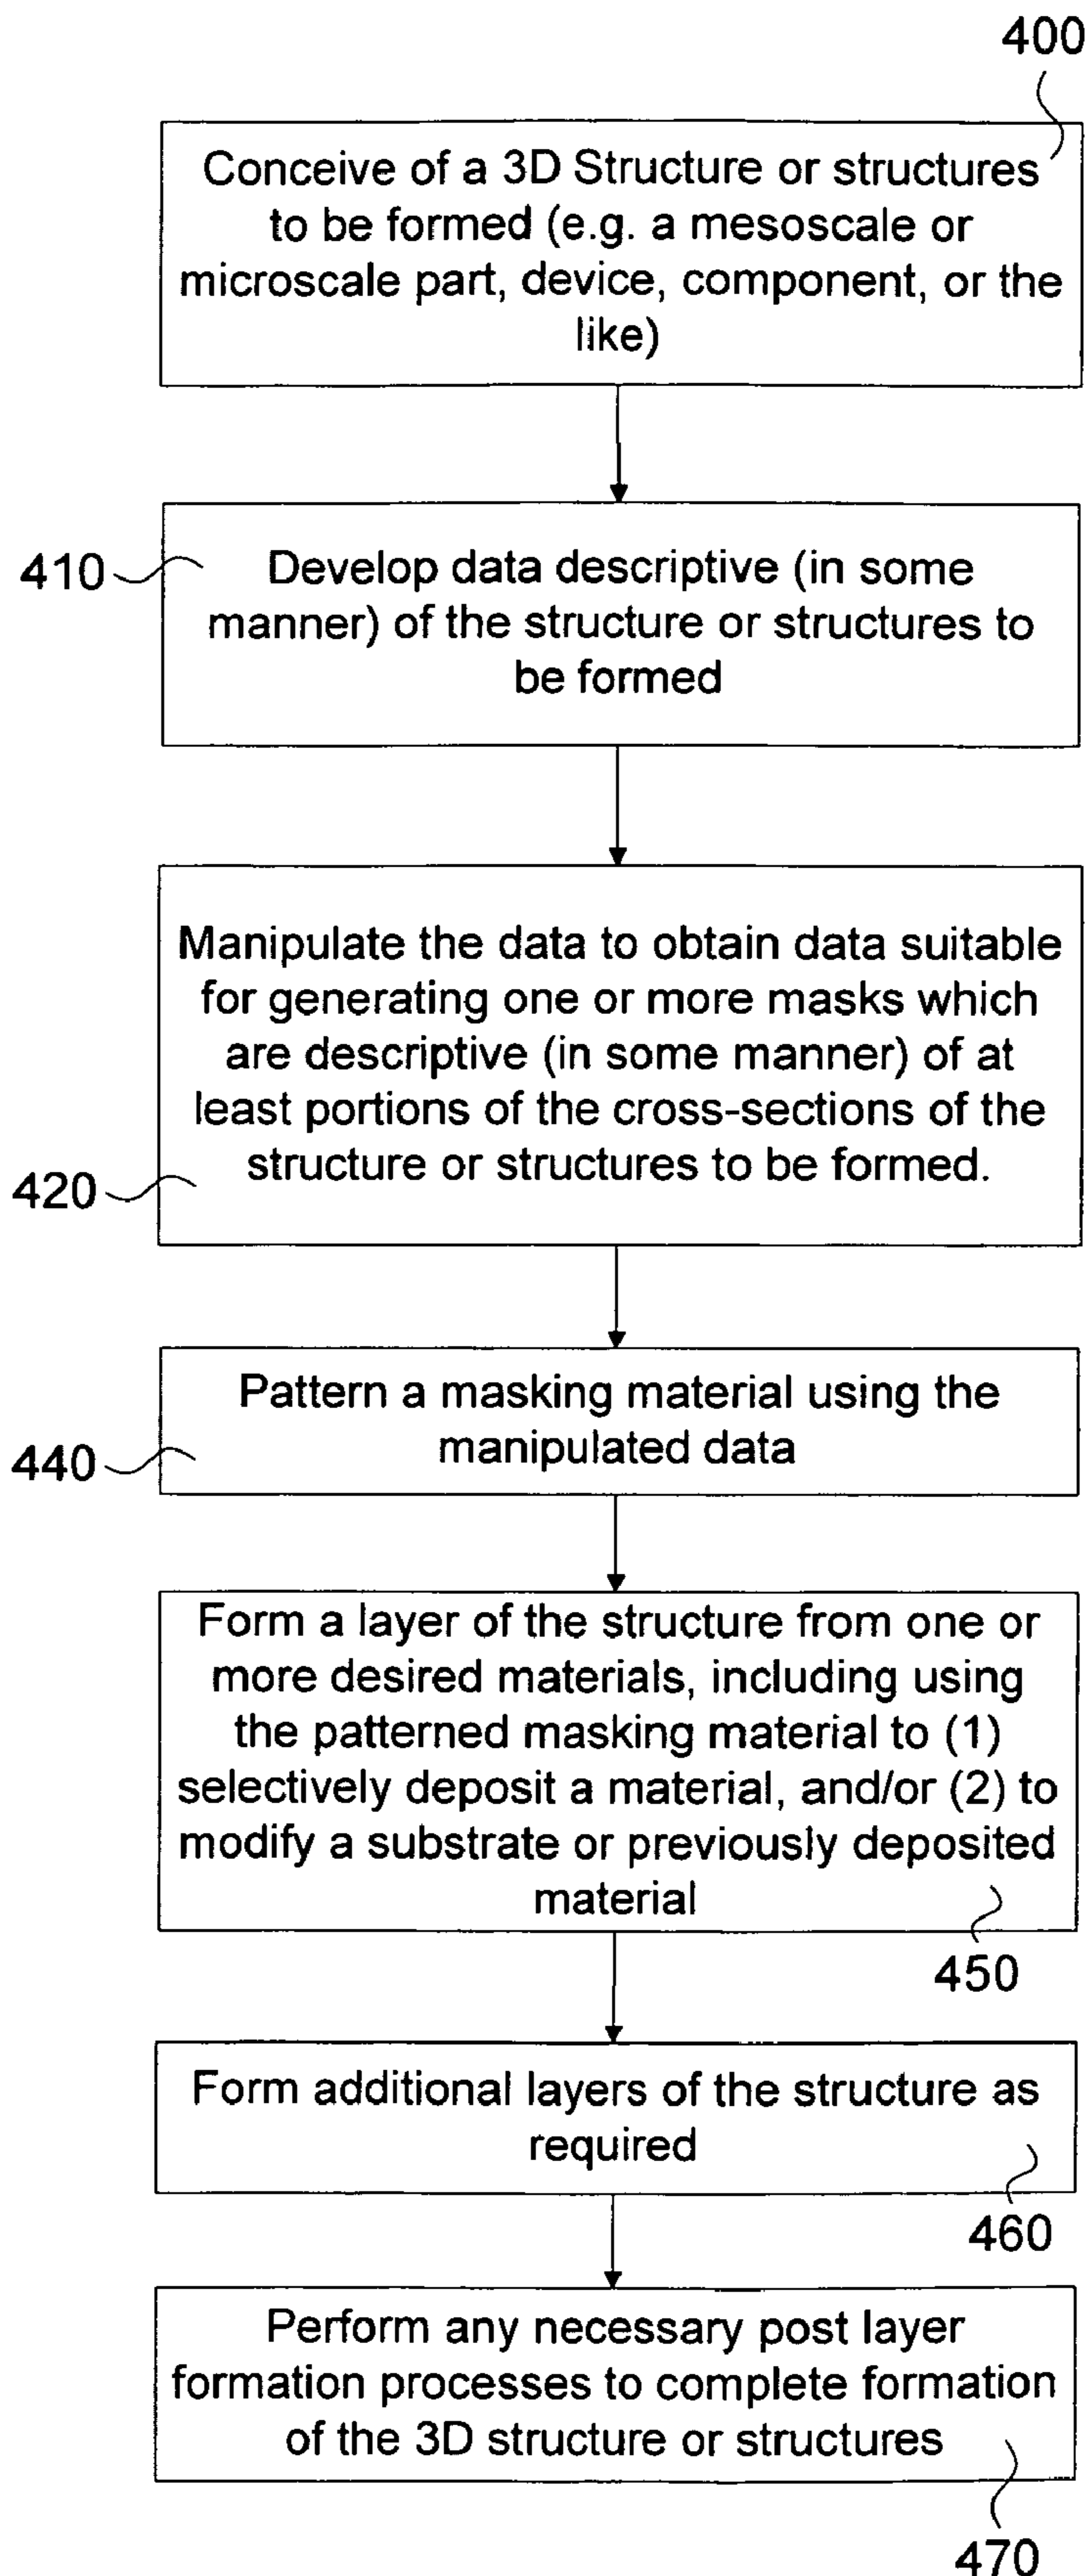 400
Conceive of a 3D Structure or structures
to be formed (e.g. a mesoscale or
microscale part, device, component, or the
like)
410
Develop data descriptive (in some
manner) of the structure or structures to
be formed
Manipulate the data to obtain data suitable
for generating one or more masks which
are descriptive (in some manner) of at
least portions of the cross-sections of the
structure or structures to be formed.
420
Pattern a masking material using the
manipulated data
440
Form a layer of the structure from one or
more desired materials, including using
the patterned masking material to (1)
selectively deposit a material, and/or (2) to
modify a substrate or previously deposited
material
450
Form additional layers of the structure as
required
460
Perform any necessary post layer
formation processes to complete formation
of the 3D structure or structures
470